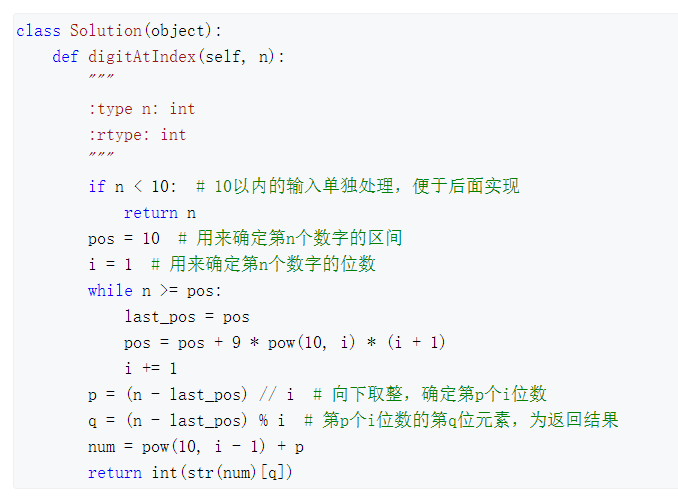 class Solution(object):
    def digitAtIndex(self, n):
        """
        :type n: int
        :rtype: int
        """
        if n < 10:  # 10以内的输入单独处理，便于后面实现
            return n
        pos = 10  # 用来确定第n个数字的区间
        i = 1  # 用来确定第n个数字的位数
        while n >= pos:
            last_pos = pos
            pos = pos + 9 * pow(10, i) * (i + 1)
            i += 1
        p = (n - last_pos) // i  # 向下取整，确定第p个i位数
        q = (n - last_pos) % i  # 第p个i位数的第q位元素，为返回结果
        num = pow(10, i - 1) + p
        return int(str(num)[q])